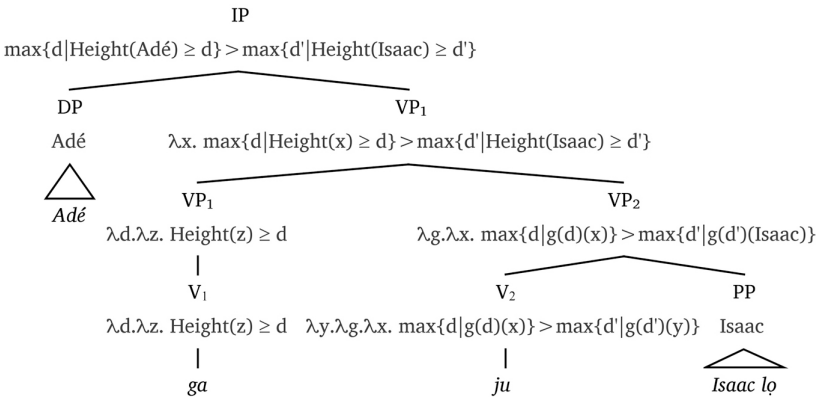 IP
max{d|Height(Adé) ≥ d} > max{d'|Height(Isaac) ≥ d'}
DP VP₁
Adé λx. max{d|Height(x) ≥ d} > max{d'|Height(Isaac) ≥ d'}
Adé
VP₁ VP₂
λd.λz. Height(z) ≥ d λg.λx. max{d|g(d)(x)} > max{d'|g(d')(Isaac)}
V₁ V₂ PP
λd.λz. Height(z) ≥ d λy.λg.λx. max{d|g(d)(x)} > max{d'|g(d')(y)} Isaac
ga ju Isaac lọ